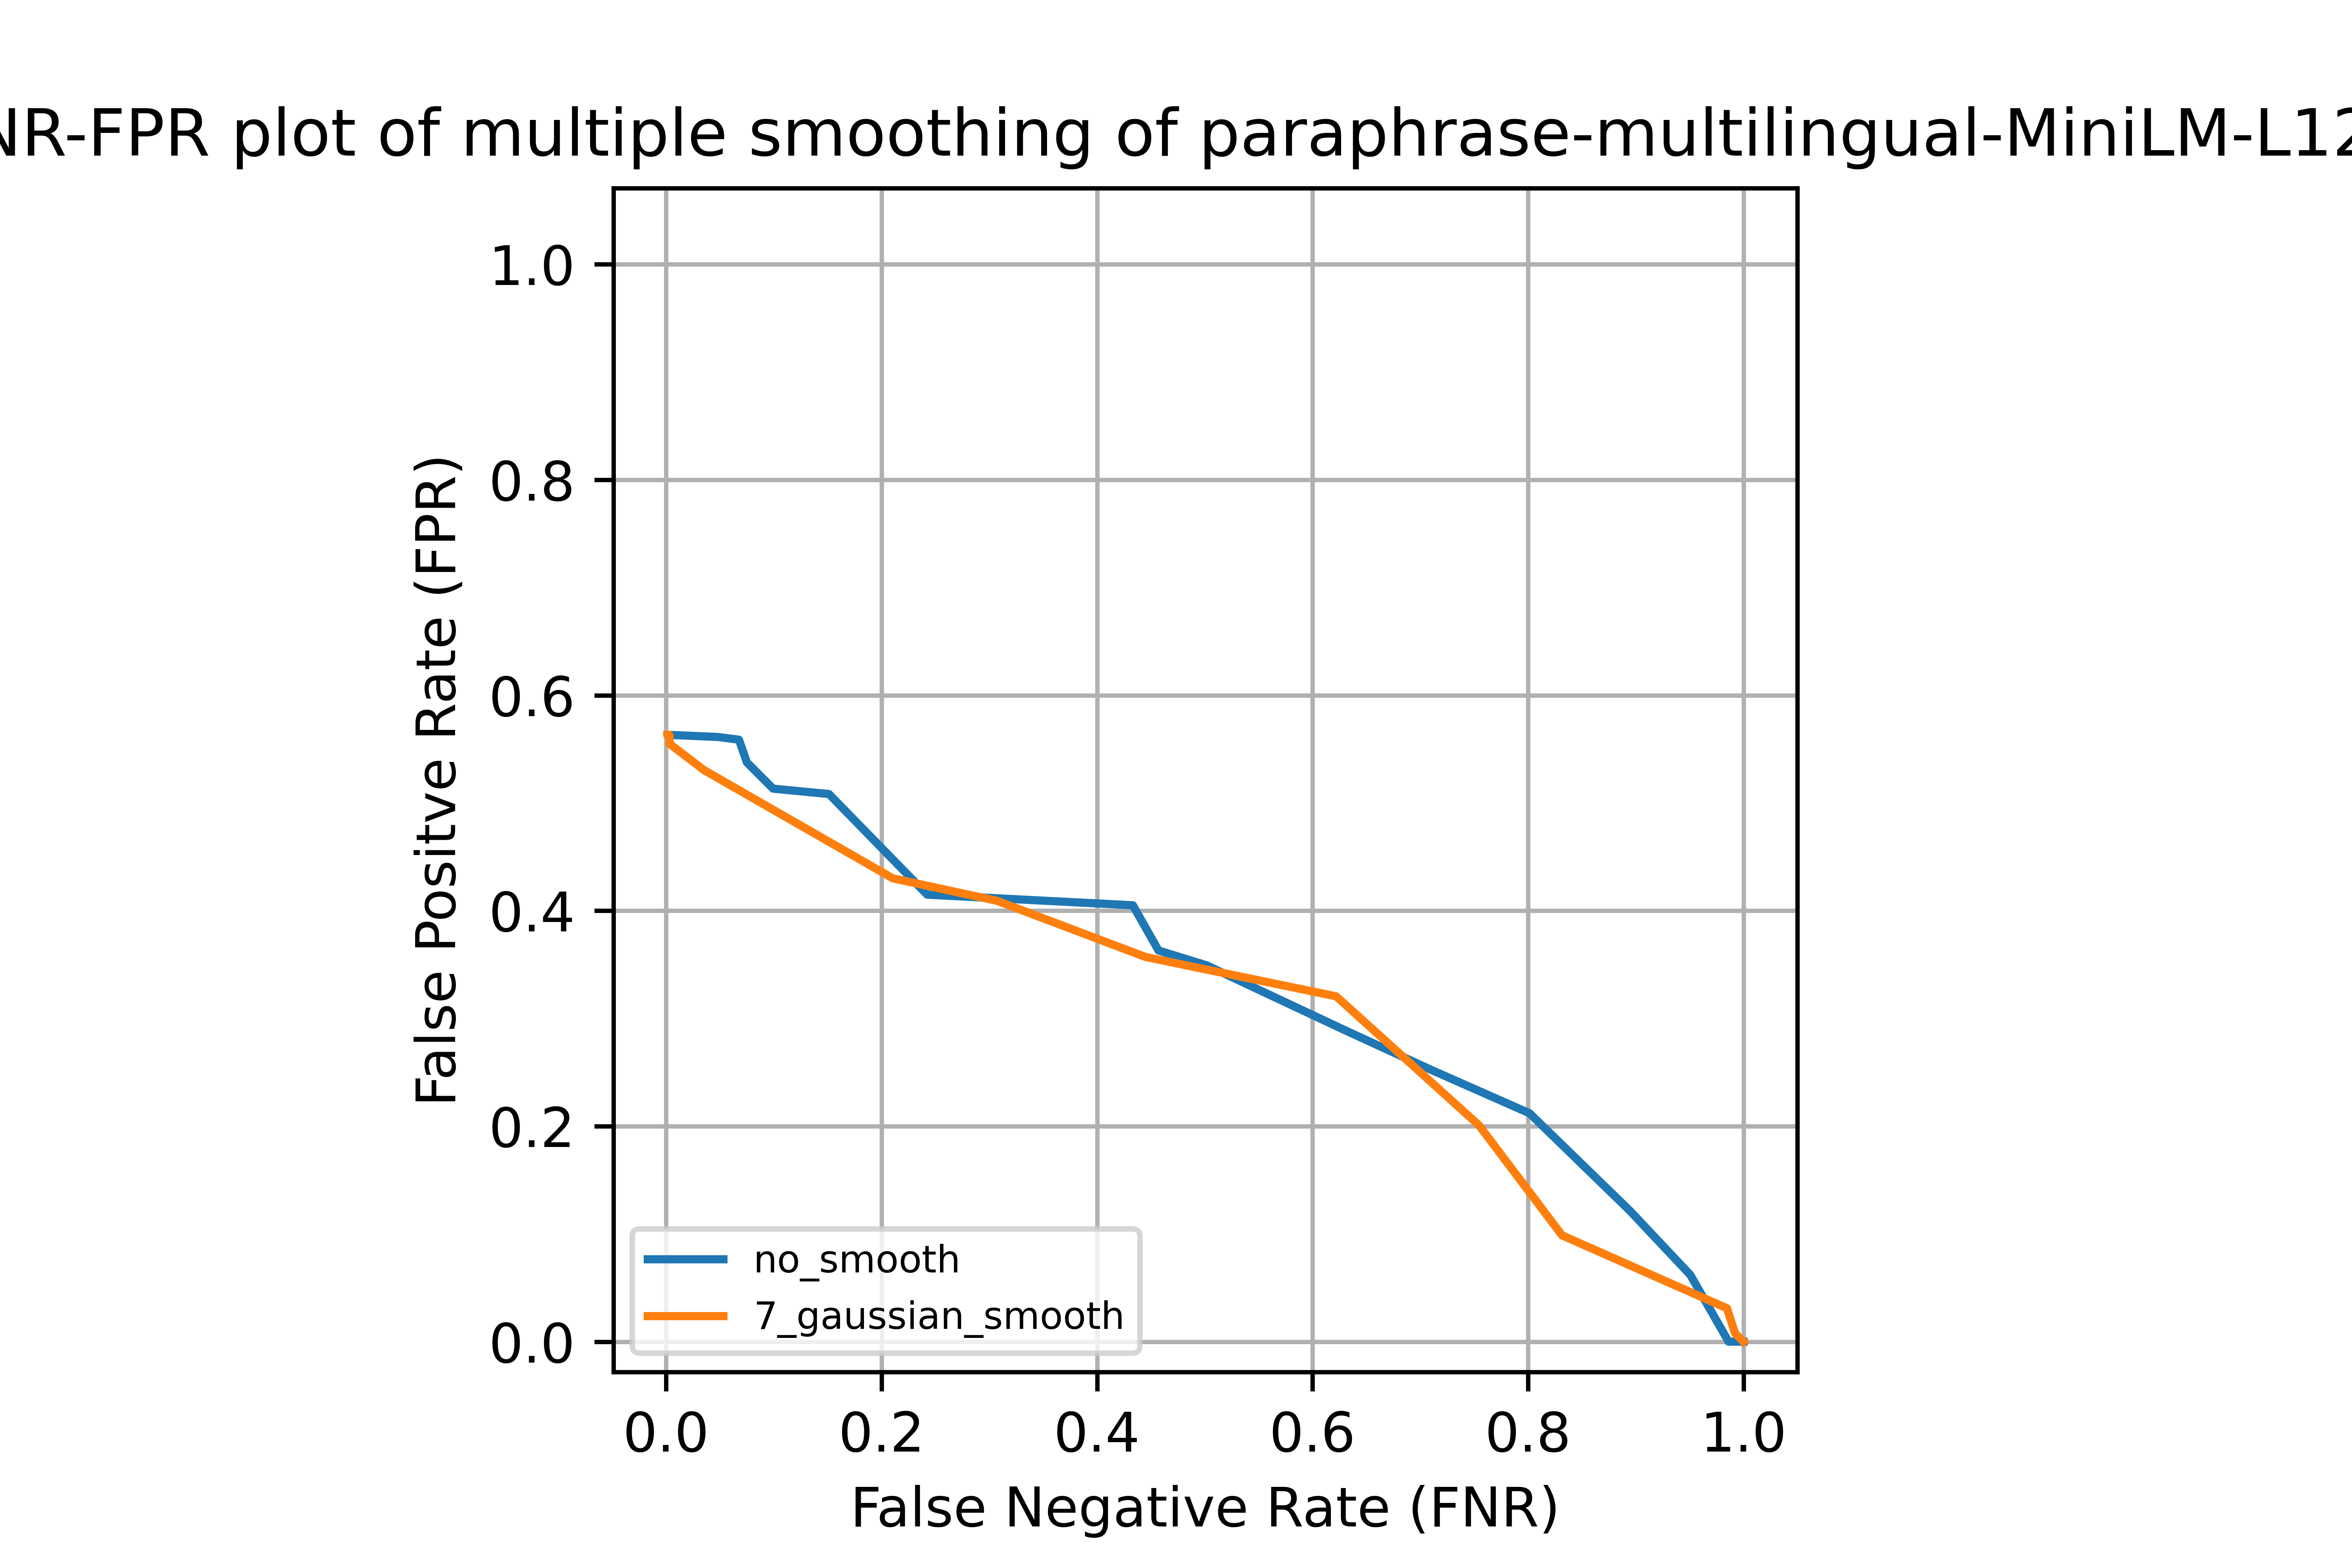 NR-FPR plot of multiple smoothing of paraphrase-multilingual-MiniLM-L12
1.0
0.8
0.6
0.4
0.2
0.0
False Positve Rate (FPR)
no_smooth
7_gaussian_smooth
0.0 0.2 0.4 0.6 0.8 1.0
False Negative Rate (FNR)